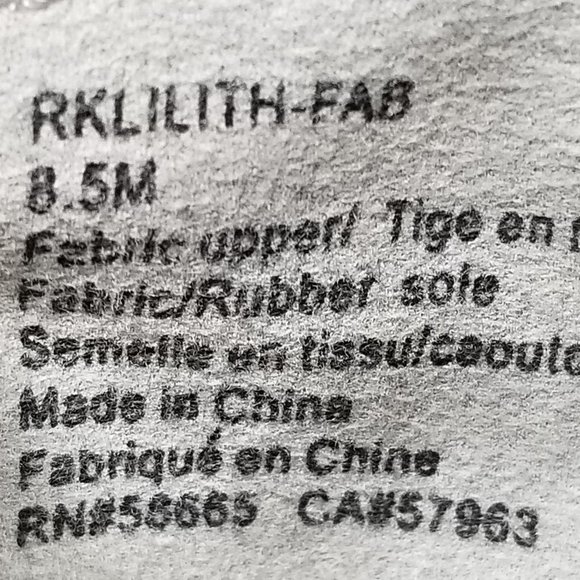 RKLILITH-FAB
8.5M
Fabric upper/ Tige en
Fabric/Rubber sole
Semelle en tissu/caoutc
Made in China
Fabriqué en Chine
RN#56665 CA#57963